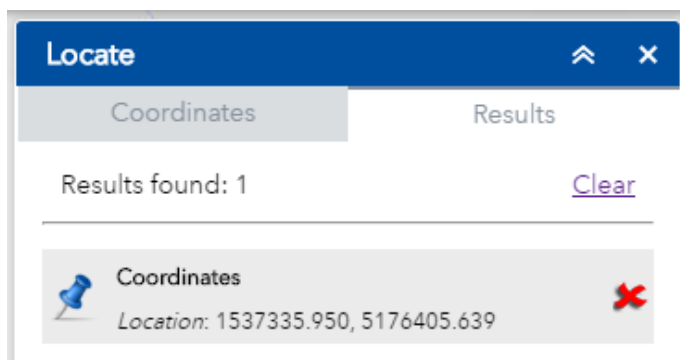 Locate
Coordinates Results
Results found: 1 Clear
Coordinates
Location: 1537335.950, 5176405.639